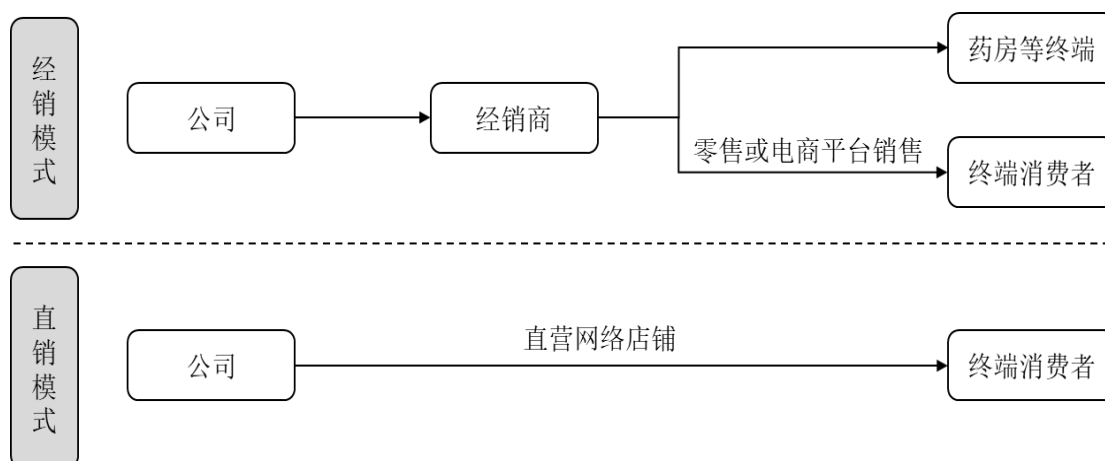 经销模式
公司
经销商
药房等终端
零售或电商平台销售
终端消费者
直销模式
公司
直营网络店铺
终端消费者